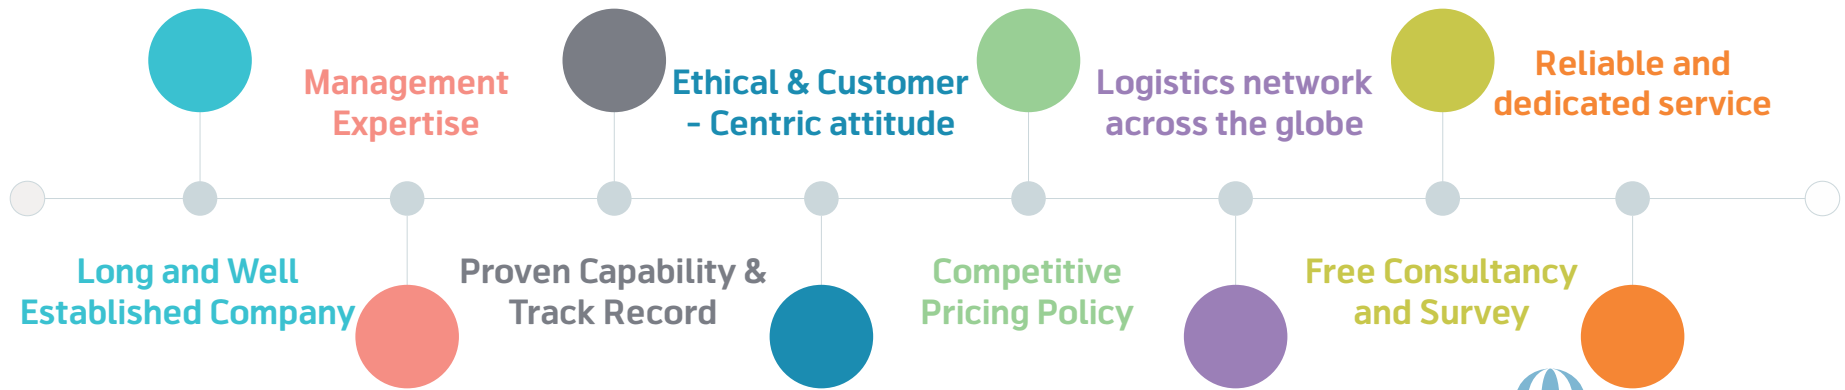 Long and Well
Established Company
Management
Expertise
Proven Capability &
Track Record
Ethical & Customer
- Centric attitude
Competitive
Pricing Policy
Logistics network
across the globe
Free Consultancy
and Survey
Reliable and
dedicated service